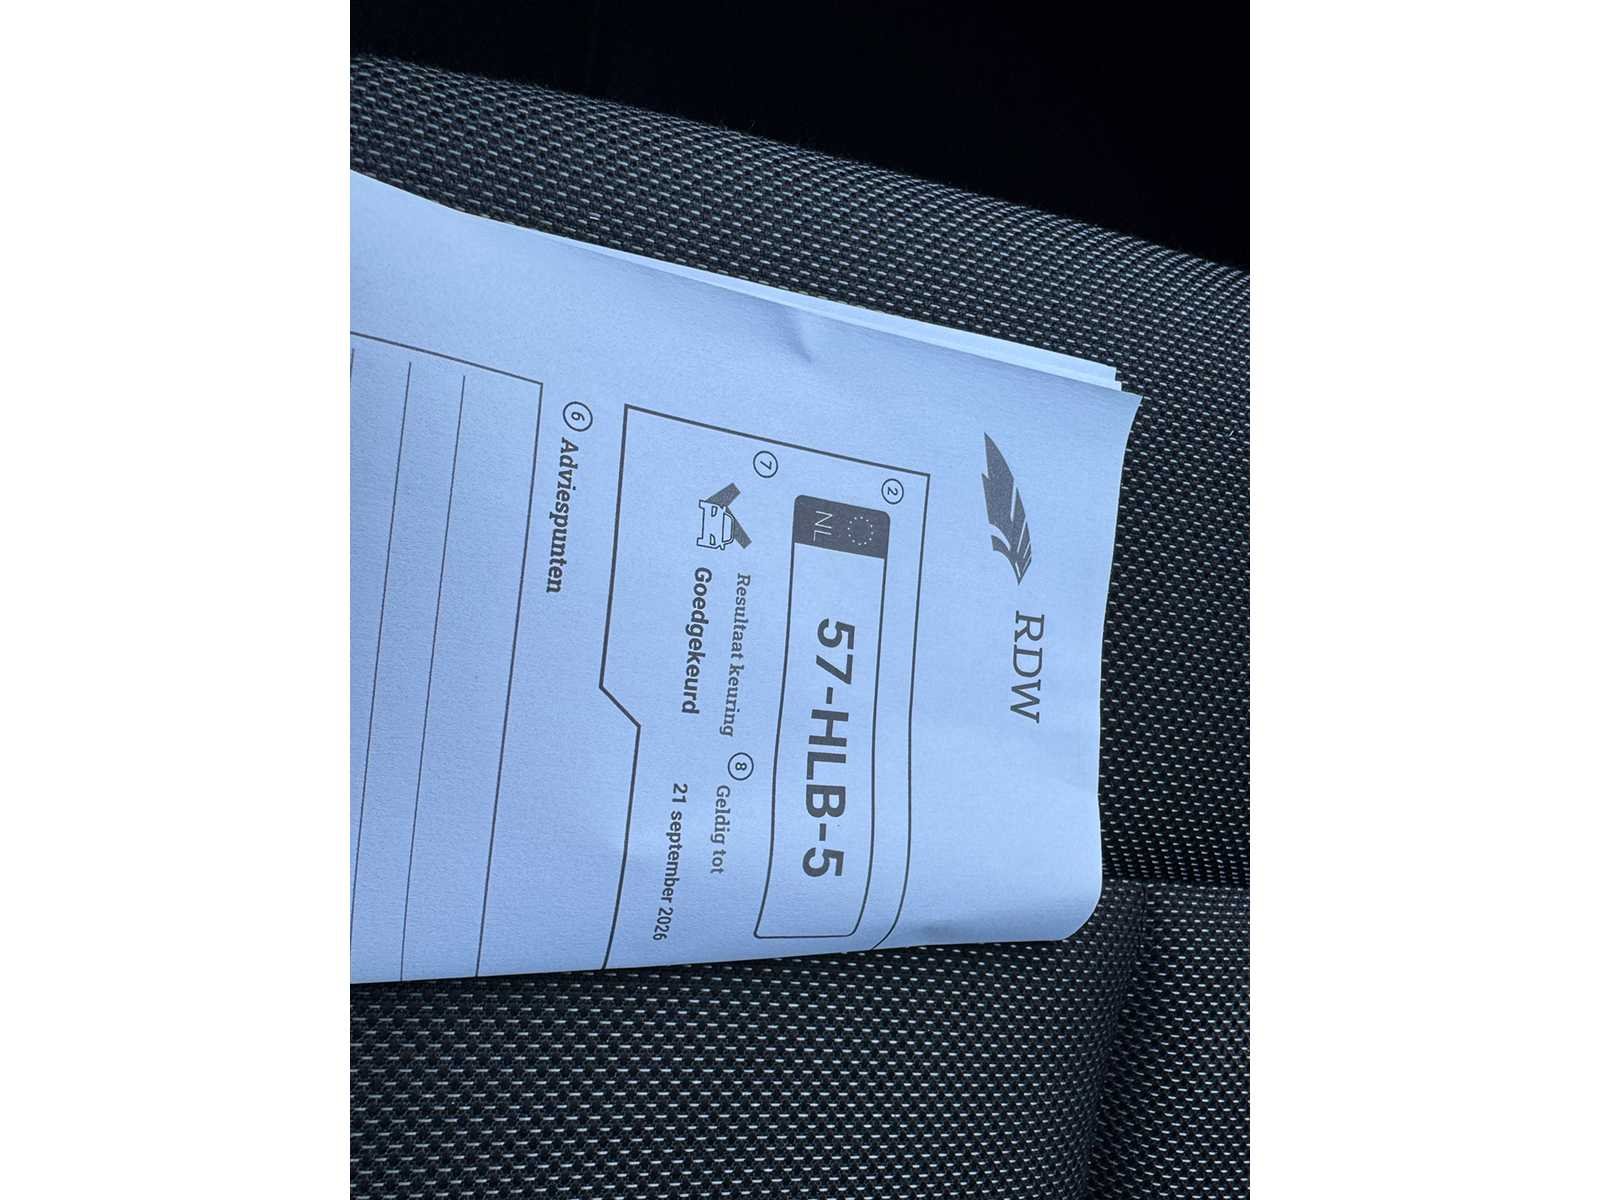 RDW
2
NL
57-HLB-5
7 Resultaat keuring
Goedgekeurd
8 Geldig tot
21 september 2026
6 Adviespunten